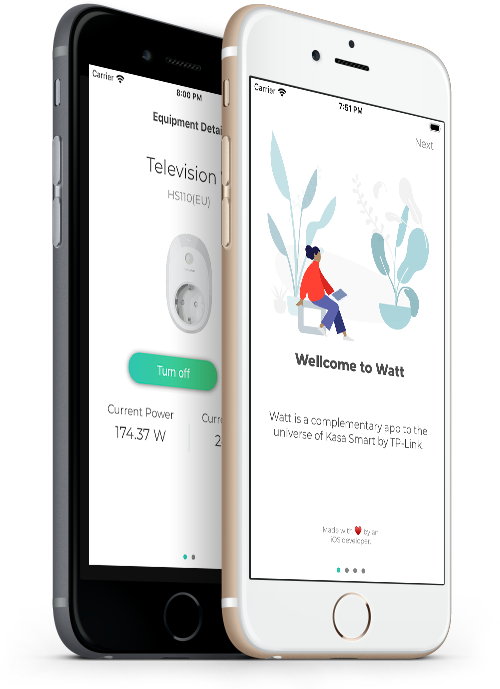 Carrier
8:00 PM
Equipment Detai
Television
HS110(EU)
Turn off
Current Power
174.37 W
Curre
2
Carrier
7:51 PM
Next
Wellcome to Watt
Watt is a complementary app to the
universe of Kasa Smart by TP-Link.
Made with ❤️ by an
iOS developer.